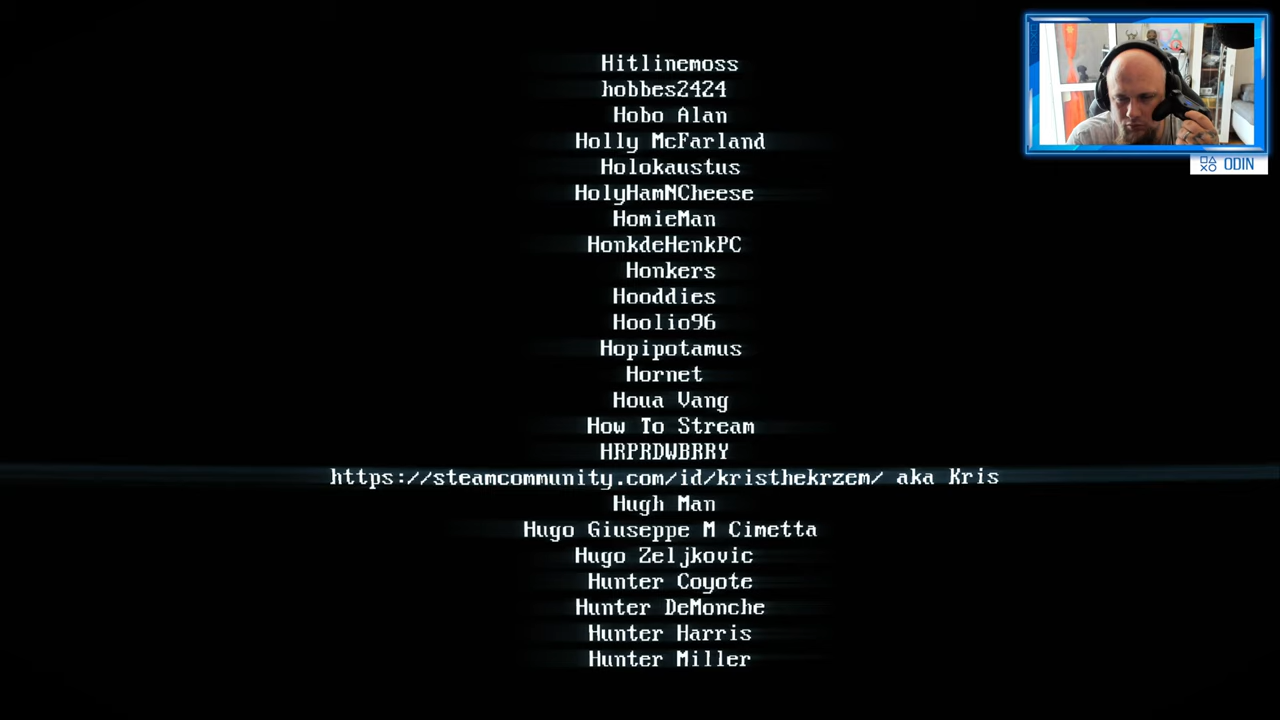 Hitlinemoss
hobbes2424
Hobo Alan
Holly McFarland
Holokaustus
HolyHamNCheese
HomieMan
HonkdeHenkPC
Honkers
Hooddies
Hoolio96
Hopipotamus
Hornet
Houa Vang
How To Stream
HRPRDWBRRY
https://steamcommunity.com/id/kristhekrzem/ aka Kris
Hugh Man
Hugo Giuseppe M Cimetta
Hugo Zeljkovic
Hunter Coyote
Hunter DeMonche
Hunter Harris
Hunter Miller
ODIN